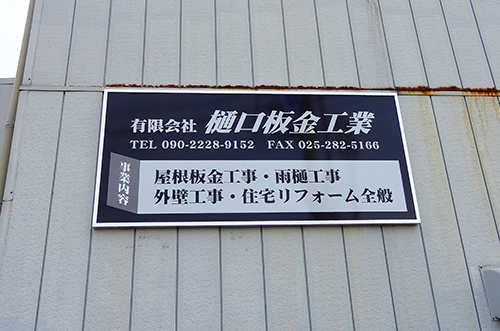 有限会社 樋口板金工業
TEL 090-2228-9152 FAX 025-282-5166
事業内容
屋根板金工事・雨樋工事
外壁工事・住宅リフォーム全般